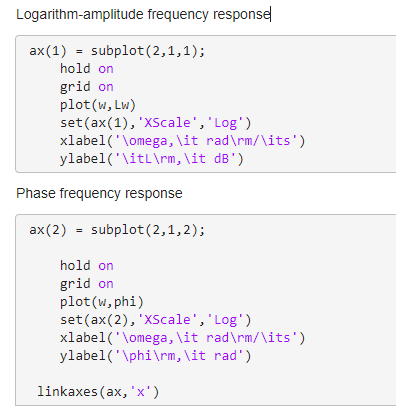 Logarithm-amplitude frequency response
ax(1) = subplot(2,1,1);
hold on
grid on
plot(w,Lw)
set(ax(1),'XScale','Log')
xlabel('\omega,\it rad\rm/\its')
ylabel('\itL\rm,\it dB')
Phase frequency response
ax(2) = subplot(2,1,2);
hold on
grid on
plot(w,phi)
set(ax(2),'XScale','Log')
xlabel('\omega,\it rad\rm/\its')
ylabel('\phi\rm,\it rad')
linkaxes(ax,'x')